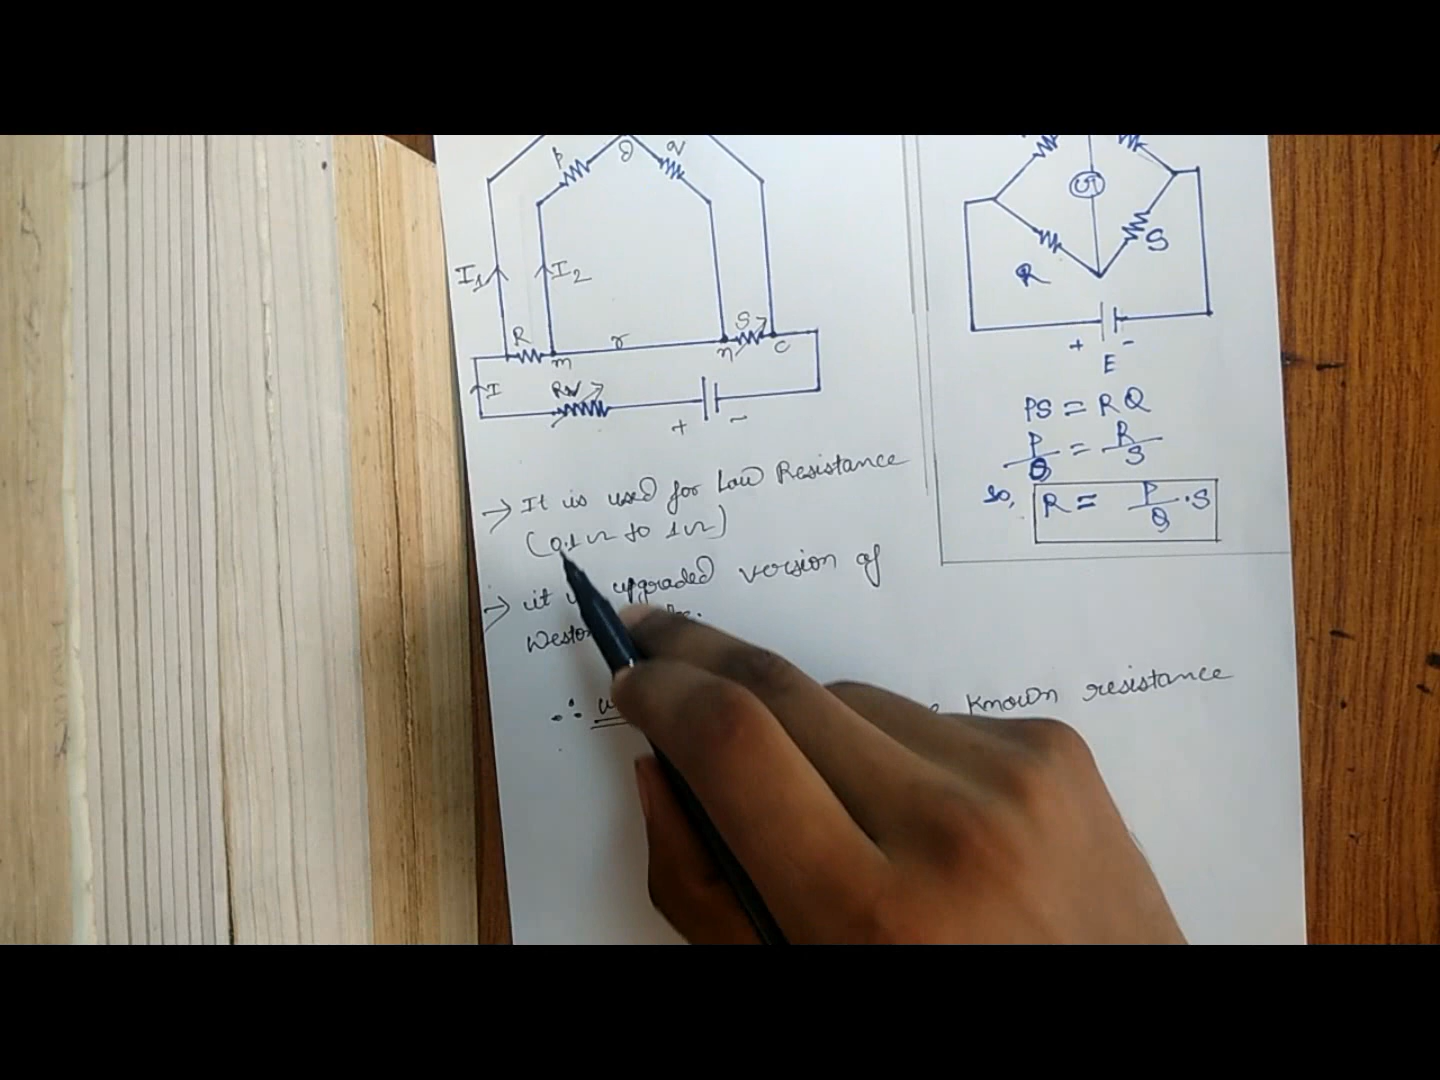 p
d
q
I1
I2
R
m
r
n
S
C
I
RV
+
-
→ It is used for Low Resistance
(0.1Ω to 1Ω)
→ it upgraded version of
∴
known resistance
G
R
S
+
-
E
PS = RQ
P/Q = R/S
so, R = P/Q . S